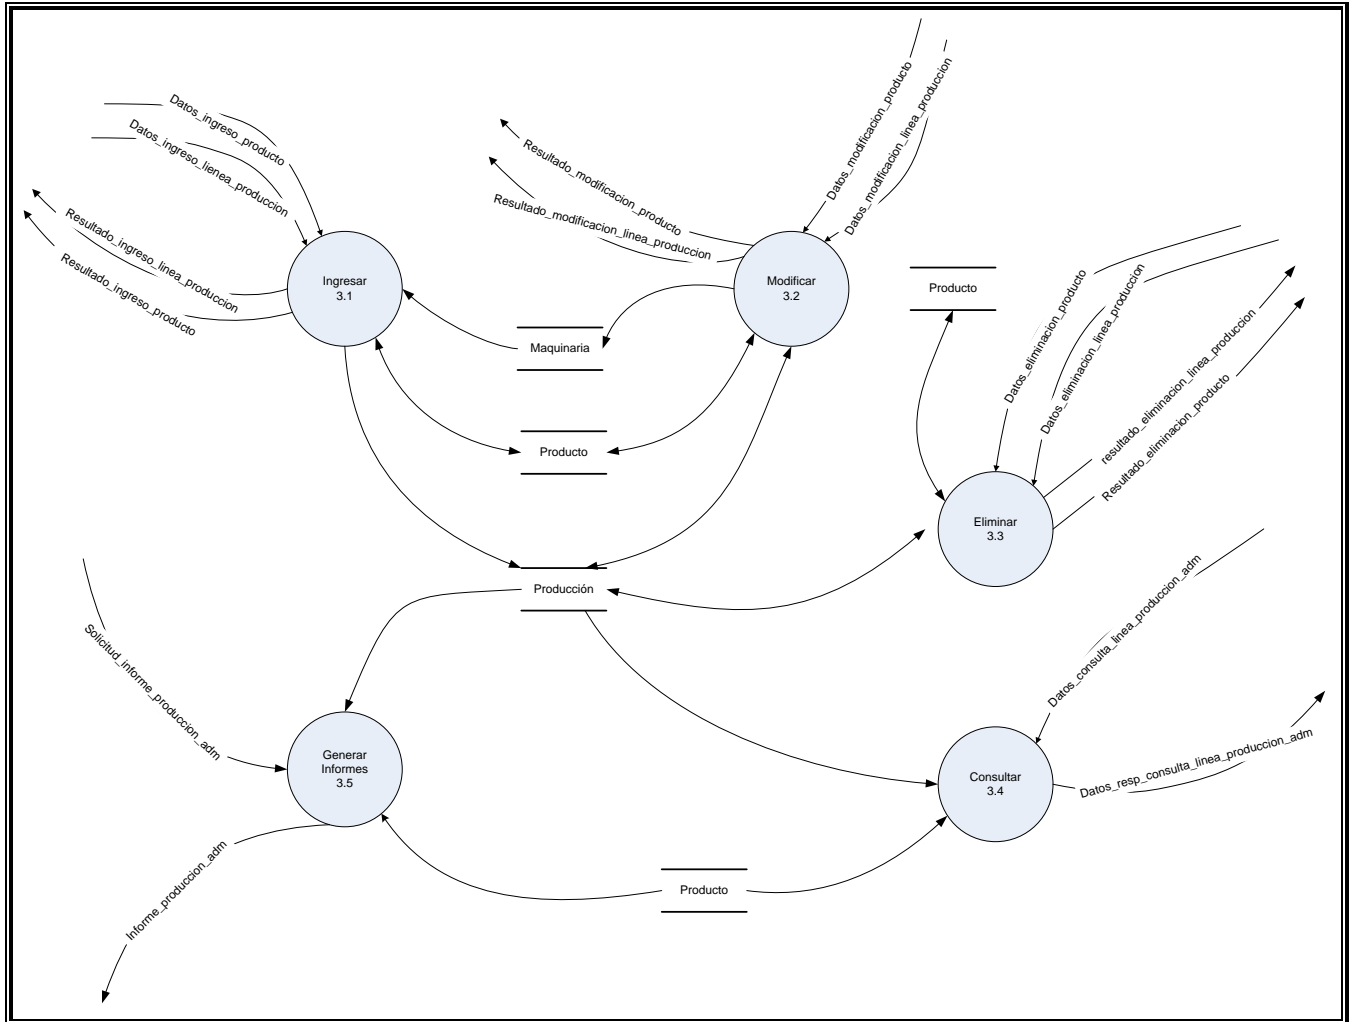 Datos_modificacion_producto
Datos_modificacion_linea_produccion
Datos_ingreso_producto
Datos_ingreso_lienea_produccion
Resultado_modificacion_producto
Resultado_modificacion_linea_produccion
Resultado_ingreso_linea_produccion
Resultado_ingreso_producto
Ingresar
3.1
Modificar
3.2
Producto
Maquinaria
Datos_eliminacion_producto
Datos_eliminacion_linea_produccion
resultado_eliminacion_linea_produccion
Resultado_eliminacion_producto
Producto
Eliminar
3.3
Producción
Solicitud_informe_produccion_adm
Datos_consulta_linea_produccion_adm
Generar
Informes
3.5
Consultar
3.4
Datos_resp_consulta_linea_produccion_adm
Informe_produccion_adm
Producto